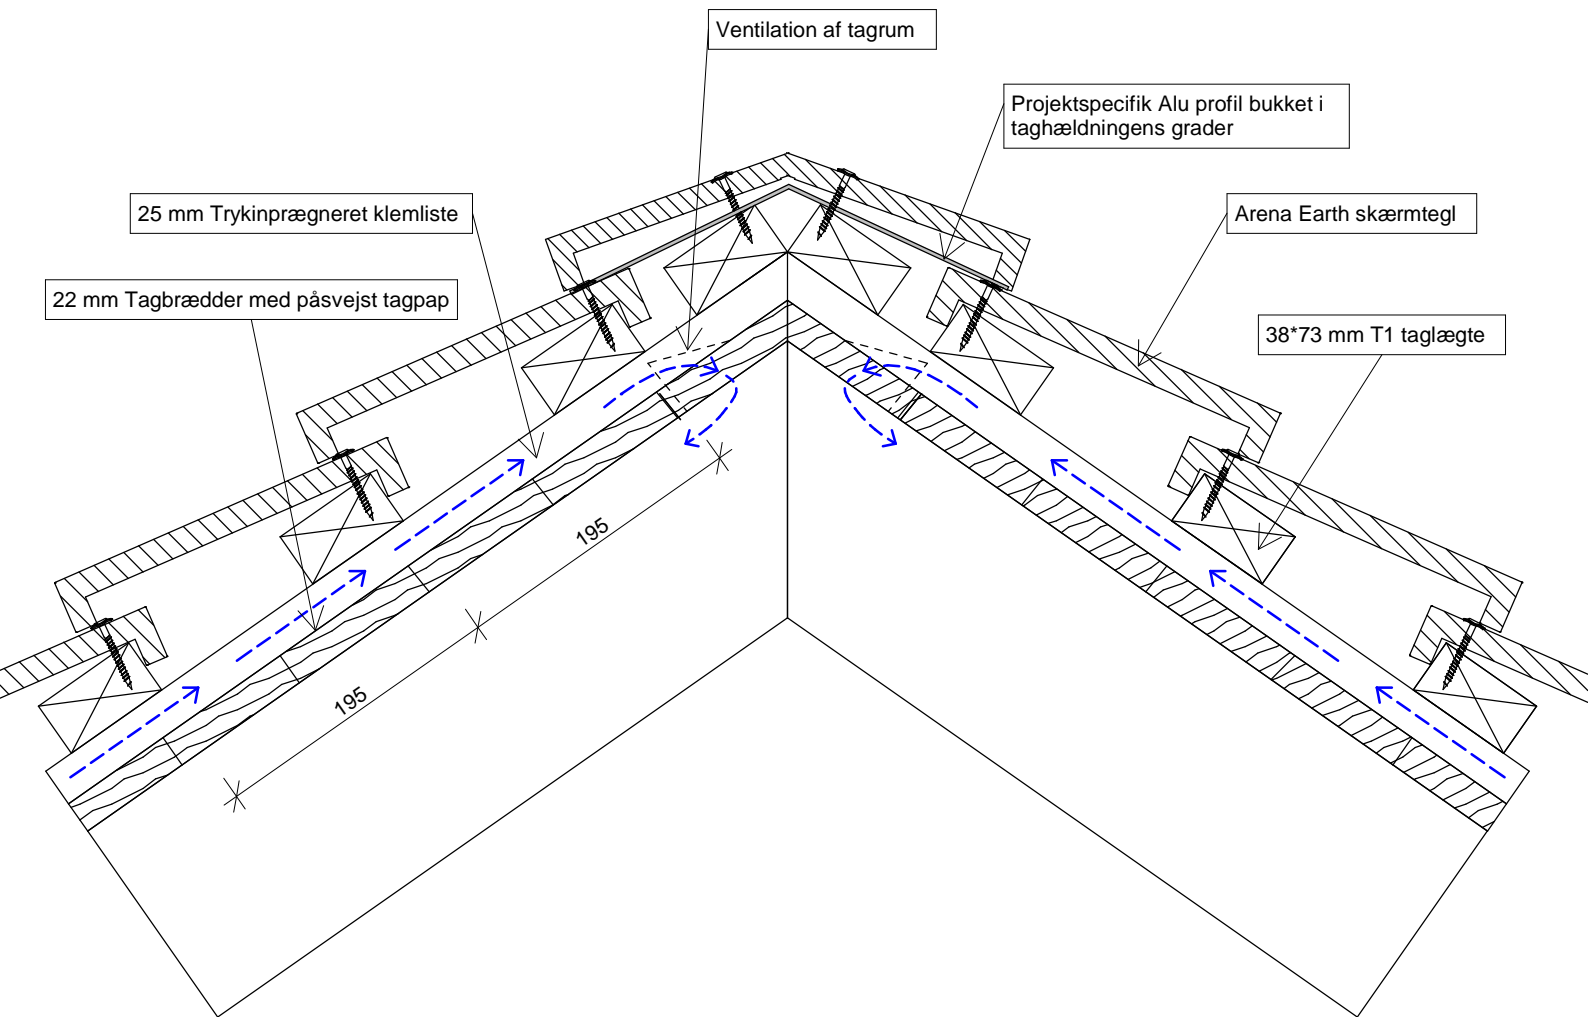 Ventilation af tagrum
Projektspecifik Alu profil bukket i
taghældningens grader
25 mm Trykinprægneret klemliste
Arena Earth skærmtegl
22 mm Tagbrædder med påsvejst tagpap
38*73 mm T1 taglægte
195
195